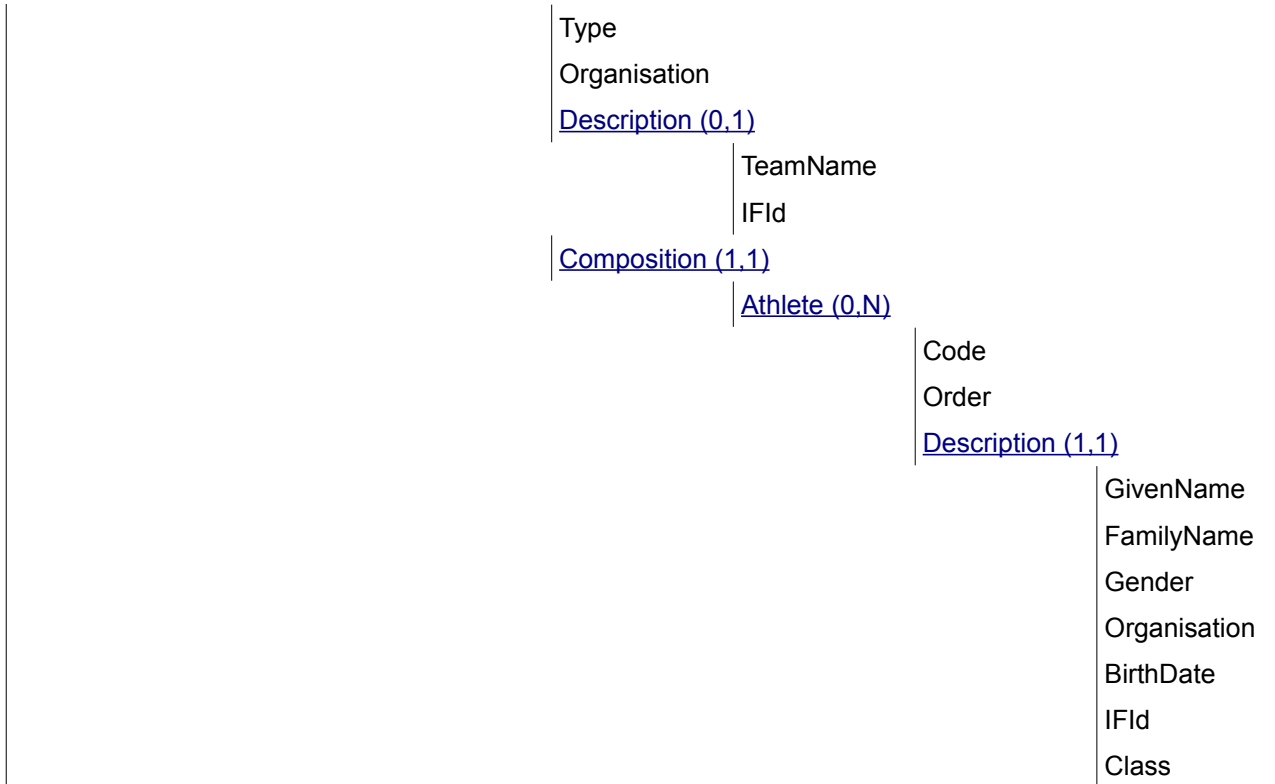 Type
Organisation
Description (0,1)
TeamName
IFId
Composition (1,1)
Athlete (0,N)
Code
Order
Description (1,1)
GivenName
FamilyName
Gender
Organisation
BirthDate
IFId
Class